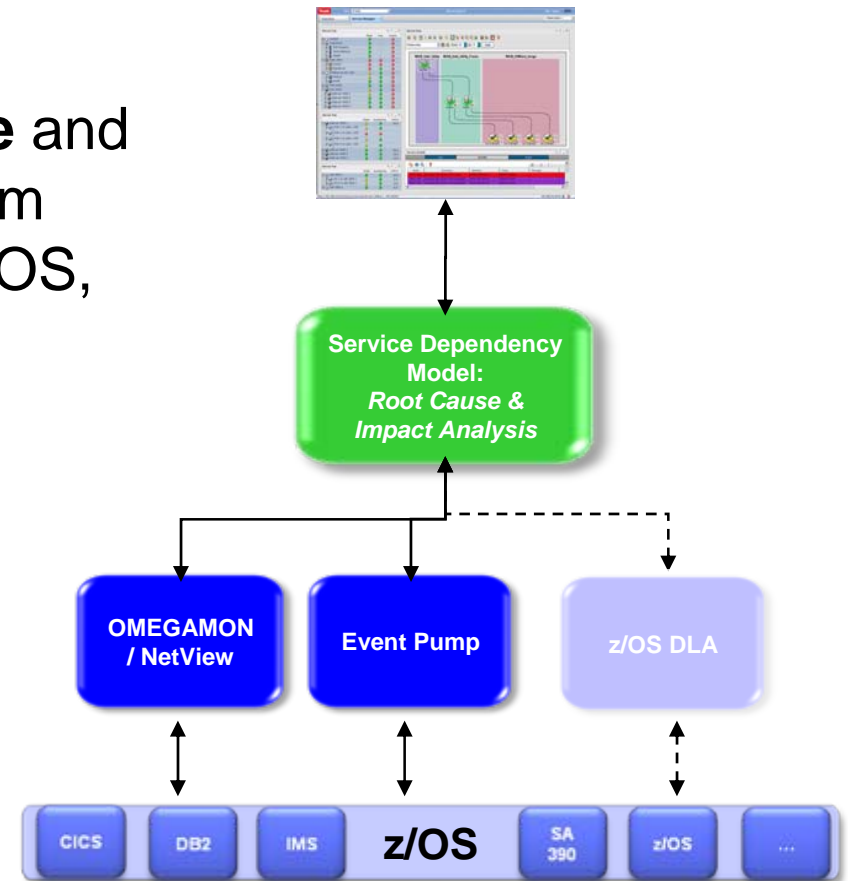 e and
m
OS,
Service Dependency
Model:
Root Cause &
Impact Analysis
OMEGAMON
/ NetView
Event Pump
z/OS DLA
CICS
DB2
IMS
z/OS
SA
390
z/OS
...